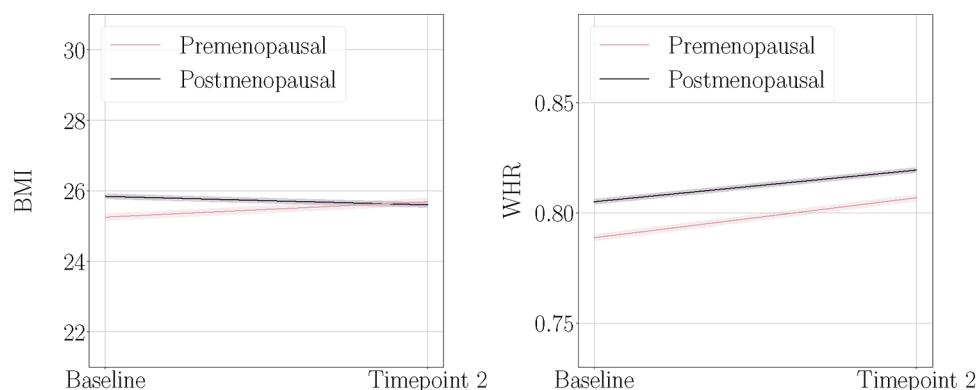 BMI
30
28
26
24
22
Premenopausal
Postmenopausal
Baseline
Timepoint 2
WHR
0.85
0.80
0.75
Premenopausal
Postmenopausal
Baseline
Timepoint 2